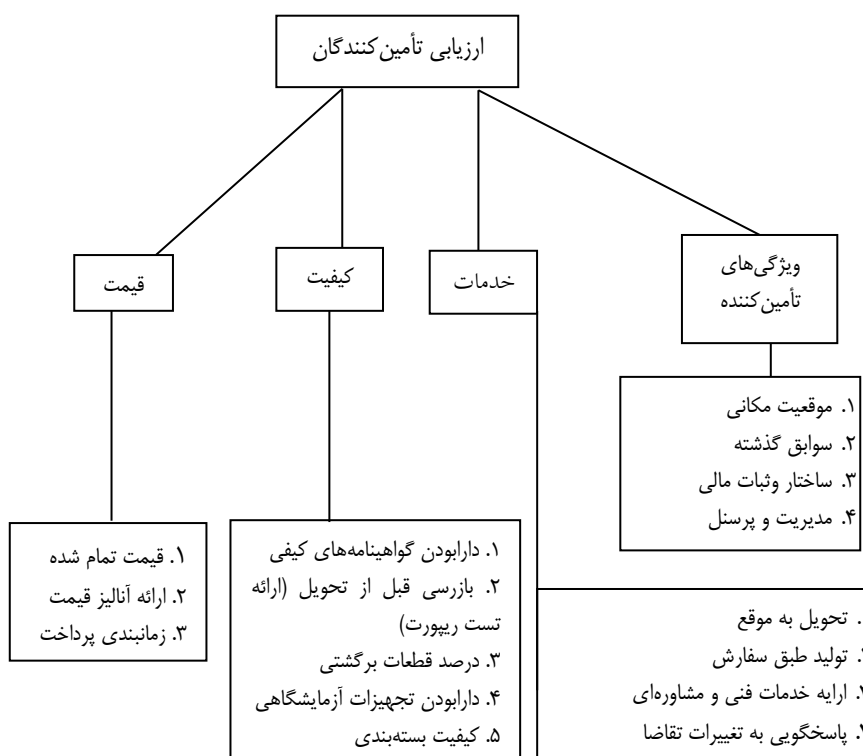 ارزیابی تأمین‌کنندگان
ویژگی‌های
تأمین‌کننده
خدمات
کیفیت
قیمت
۱. موقعیت مکانی
۲. سوابق گذشته
۳. ساختار وثبات مالی
۴. مدیریت و پرسنل
. تحویل به موقع
. تولید طبق سفارش
. ارایه خدمات فنی و مشاوره‌ای
. پاسخگویی به تغییرات تقاضا
۱. دارابودن گواهینامه‌های کیفی
۲. بازرسی قبل از تحویل (ارائه
تست ریپورت)
۳. درصد قطعات برگشتی
۴. دارابودن تجهیزات آزمایشگاهی
۵. کیفیت بسته‌بندی
۱. قیمت تمام شده
۲. ارائه آنالیز قیمت
۳. زمانبندی پرداخت